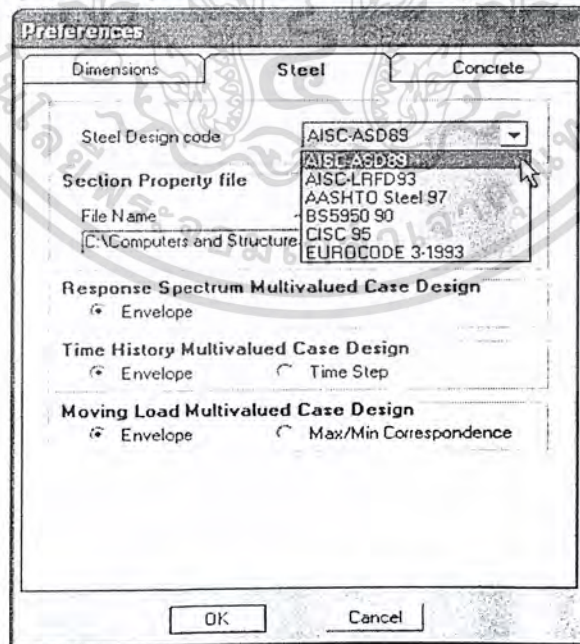 Preferences
Dimensions Steel Concrete
Steel Design code AISC-ASD89
AISC-ASD89
AISC-LRFD93
AASHTO Steel 97
BS5950 90
CISC 95
EUROCODE 3-1993
Section Property file
File Name
C:\Computers and Structure
Response Spectrum Multivalued Case Design
Envelope
Time History Multivalued Case Design
Envelope Time Step
Moving Load Multivalued Case Design
Envelope Max/Min Correspondence
OK Cancel